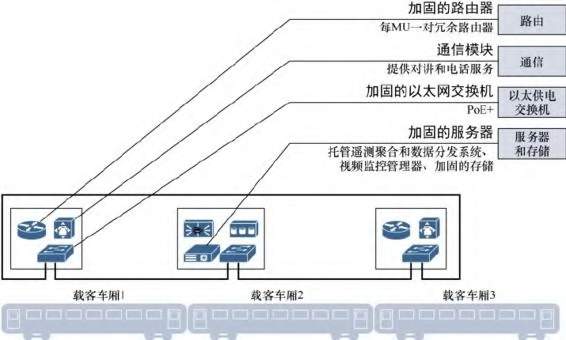 加固的路由器
每MU一对冗余路由器
路由
通信模块
提供对讲和电话服务
通信
加固的以太网交换机
PoE+
以太供电
交换机
加固的服务器
托管遥测聚合和数据分发系统、
视频监控管理器、加固的存储
服务器
和存储
载客车厢1
载客车厢2
载客车厢3